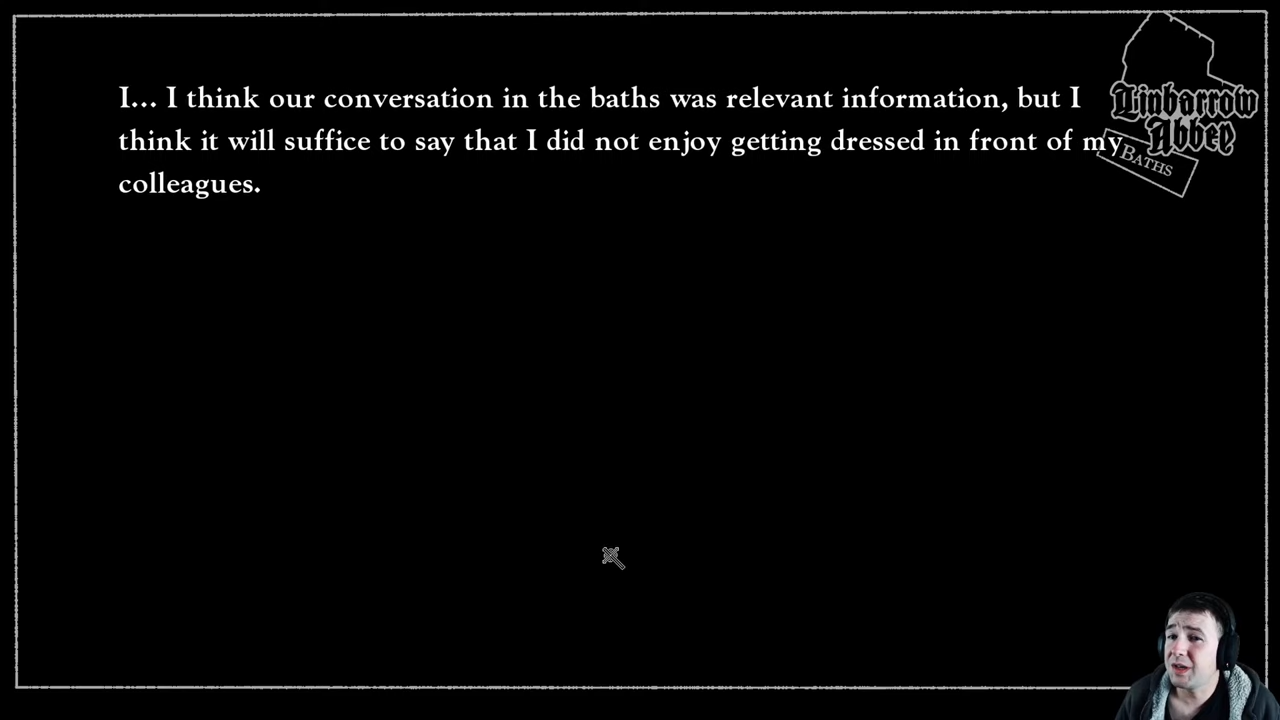 I... I think our conversation in the baths was relevant information, but I
think it will suffice to say that I did not enjoy getting dressed in front of my
colleagues.
Linbarrow
Abbey
BATHS